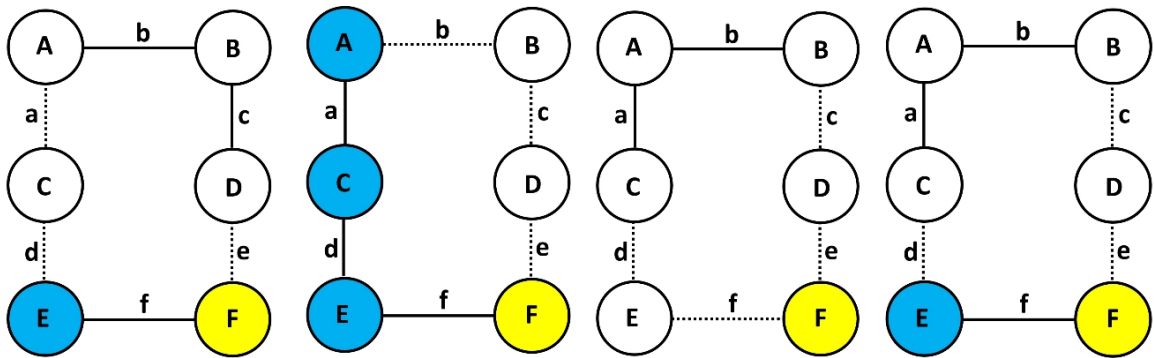 A b B A b B A b B A b B
a c a c a c a c
C D C D C D C D
d e d e d e d e
E f F E f F E f F E f F